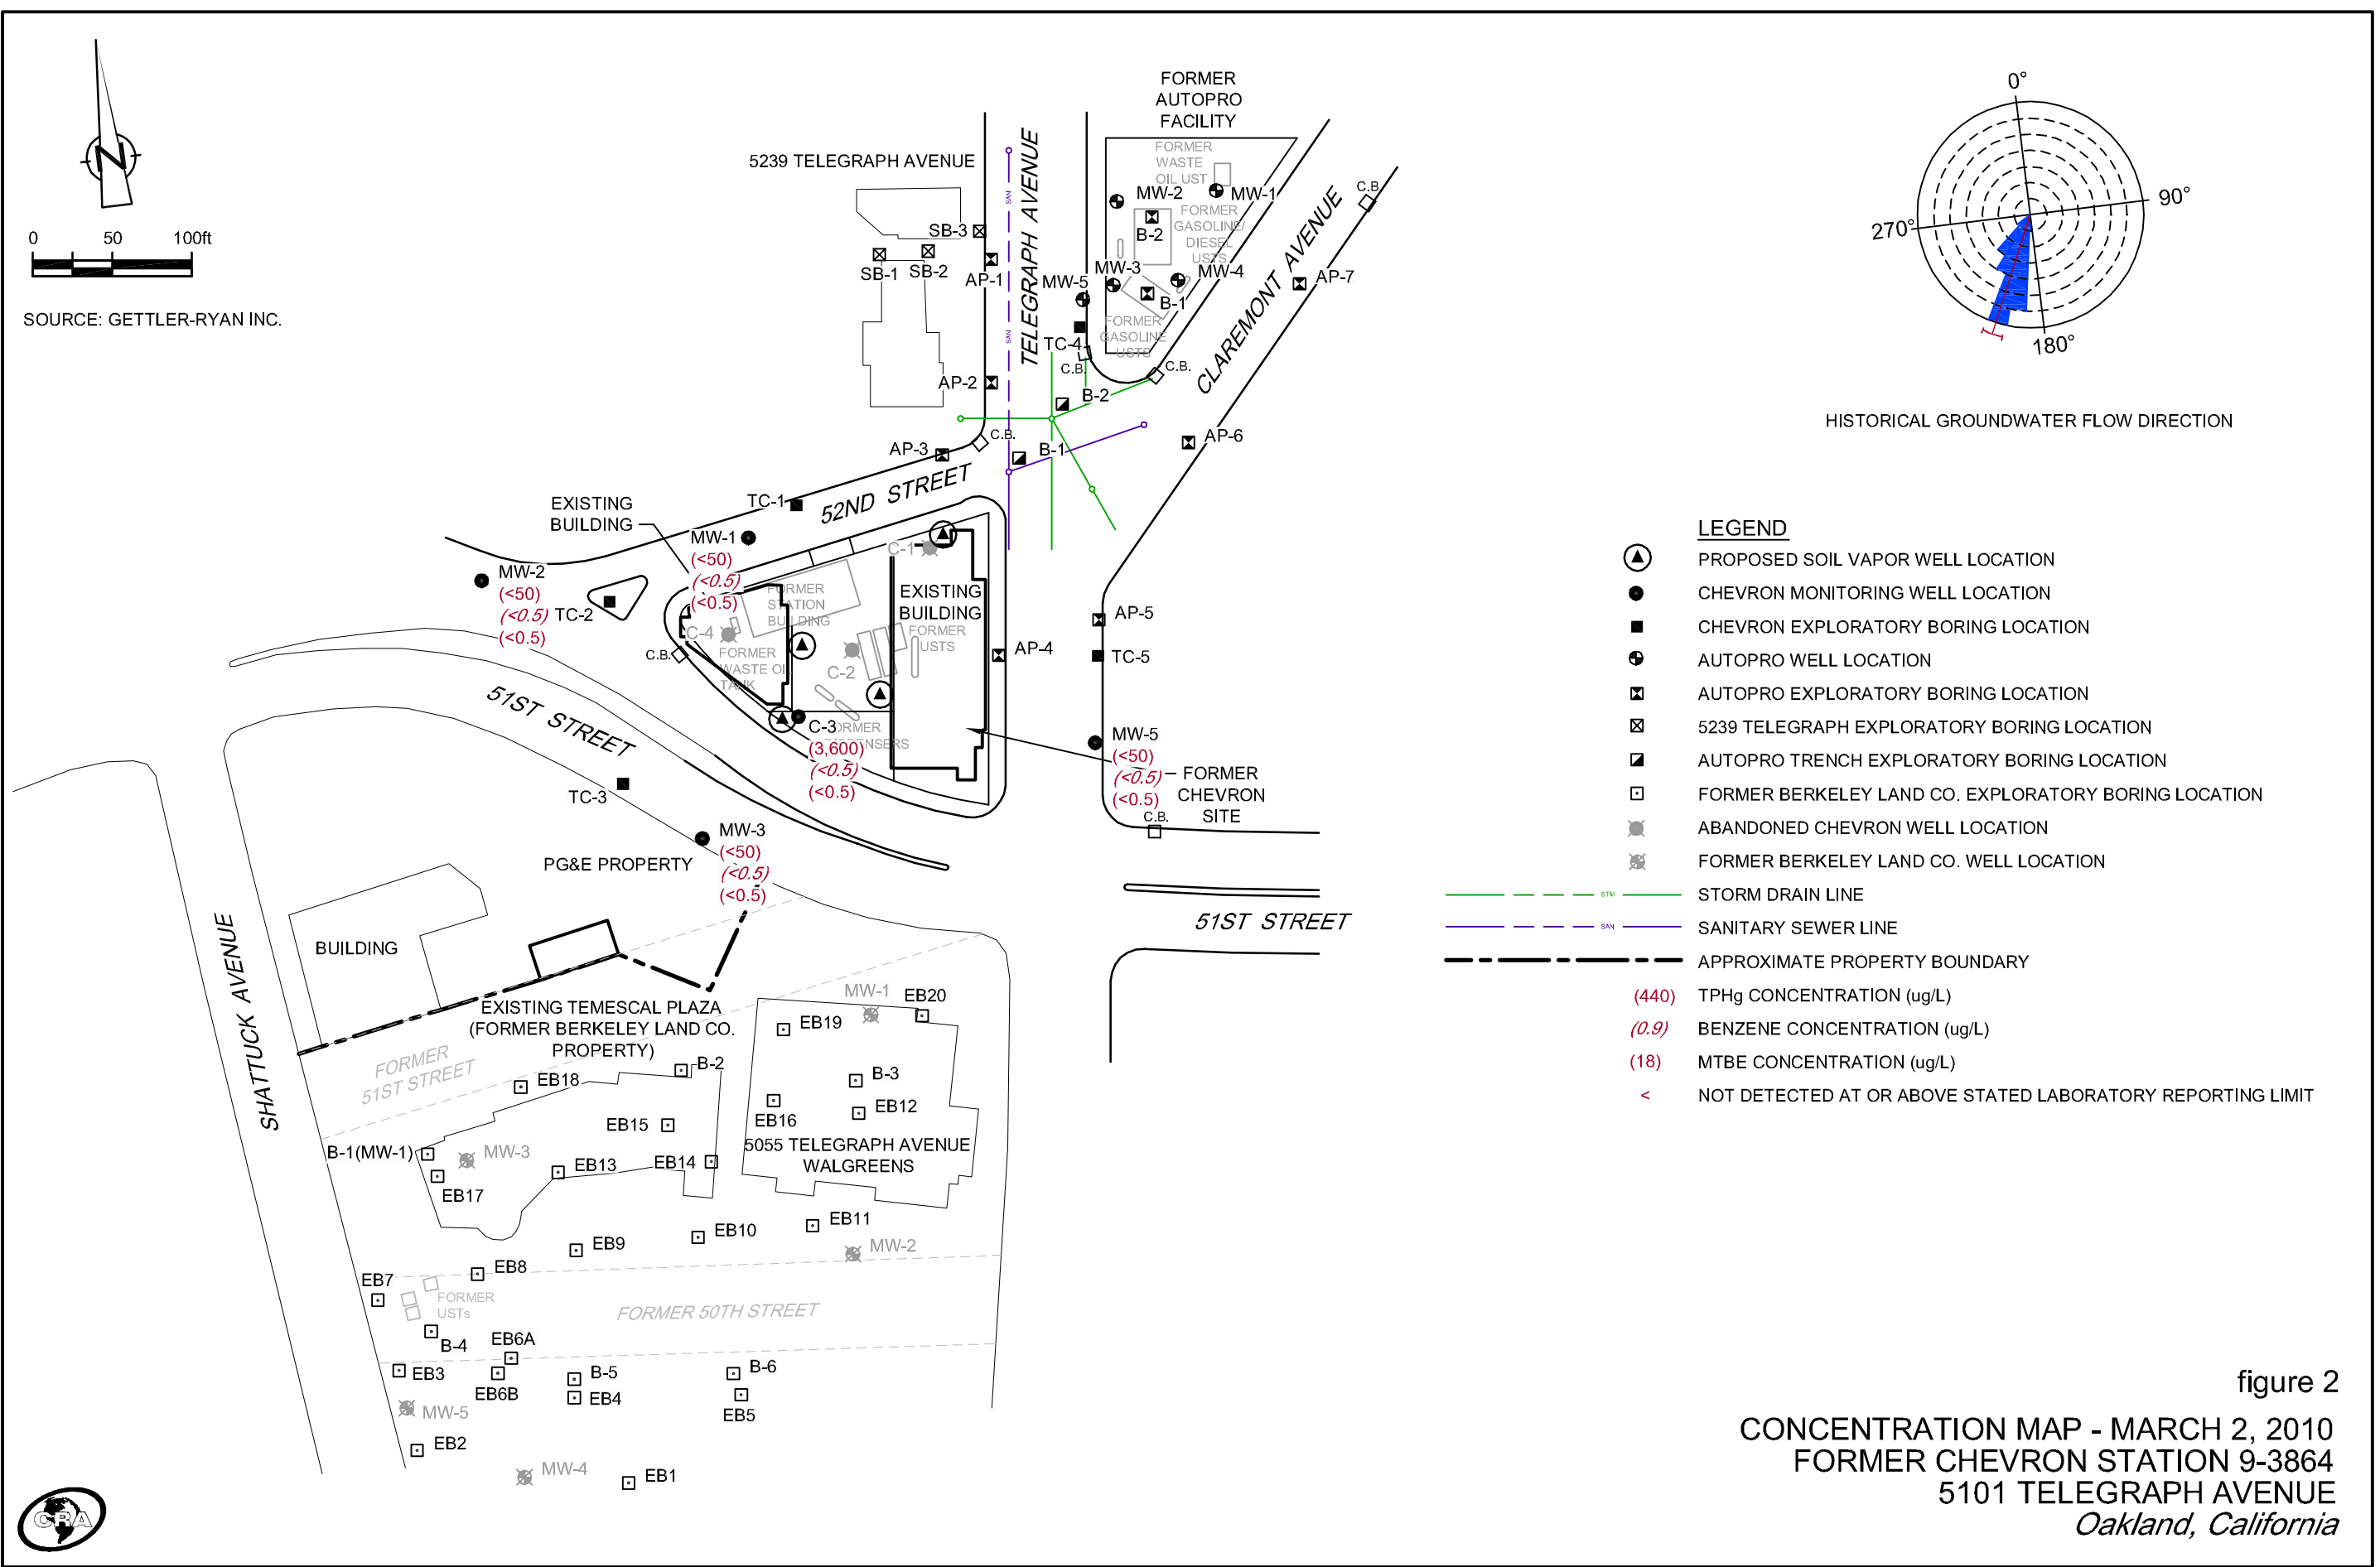 N
0 50 100ft
SOURCE: GETTLER-RYAN INC.
5239 TELEGRAPH AVENUE
SB-3
SB-1
SB-2
AP-1
AP-2
AP-3
TELEGRAPH AVENUE
SAN
SAN
FORMER
AUTOPRO
FACILITY
FORMER
WASTE
OIL UST
MW-2
MW-1
B-2
FORMER
GASOLINE/
DIESEL
USTS
MW-3
MW-4
MW-5
B-1
FORMER
GASOLINE
USTS
TC-4
C.B.
C.B.
C.B.
CLAREMONT AVENUE
AP-7
B-2
C.B.
B-1
AP-6
0°
90°
180°
270°
HISTORICAL GROUNDWATER FLOW DIRECTION
TC-1
52ND STREET
EXISTING
BUILDING
MW-1
(<50)
(<0.5)
(<0.5)
MW-2
(<50)
(<0.5)
(<0.5)
TC-2
C-1
FORMER
STATION
BUILDING
EXISTING
BUILDING
FORMER
USTS
C-4
FORMER
WASTE OIL
TANK
C.B.
C-2
AP-4
AP-5
TC-5
C-3
(3,600)
(<0.5)
(<0.5)
FORMER
DISPENSERS
MW-5
(<50)
(<0.5)
(<0.5)
FORMER
CHEVRON
SITE
C.B.
51ST STREET
TC-3
MW-3
(<50)
(<0.5)
(<0.5)
PG&E PROPERTY
51ST STREET
SHATTUCK AVENUE
BUILDING
EXISTING TEMESCAL PLAZA
(FORMER BERKELEY LAND CO.
PROPERTY)
FORMER
51ST STREET
MW-1
EB20
EB19
B-2
EB18
B-3
EB16
EB12
EB15
5055 TELEGRAPH AVENUE
WALGREENS
B-1(MW-1)
MW-3
EB13
EB14
EB17
EB11
EB10
EB9
MW-2
EB8
EB7
FORMER
USTs
FORMER 50TH STREET
B-4
EB6A
EB3
EB6B
B-5
EB4
B-6
EB5
MW-5
EB2
MW-4
EB1
LEGEND
PROPOSED SOIL VAPOR WELL LOCATION
CHEVRON MONITORING WELL LOCATION
CHEVRON EXPLORATORY BORING LOCATION
AUTOPRO WELL LOCATION
AUTOPRO EXPLORATORY BORING LOCATION
5239 TELEGRAPH EXPLORATORY BORING LOCATION
AUTOPRO TRENCH EXPLORATORY BORING LOCATION
FORMER BERKELEY LAND CO. EXPLORATORY BORING LOCATION
ABANDONED CHEVRON WELL LOCATION
FORMER BERKELEY LAND CO. WELL LOCATION
STM STORM DRAIN LINE
SAN SANITARY SEWER LINE
APPROXIMATE PROPERTY BOUNDARY
(440) TPHg CONCENTRATION (ug/L)
(0.9) BENZENE CONCENTRATION (ug/L)
(18) MTBE CONCENTRATION (ug/L)
< NOT DETECTED AT OR ABOVE STATED LABORATORY REPORTING LIMIT
figure 2
CONCENTRATION MAP - MARCH 2, 2010
FORMER CHEVRON STATION 9-3864
5101 TELEGRAPH AVENUE
Oakland, California
CRA